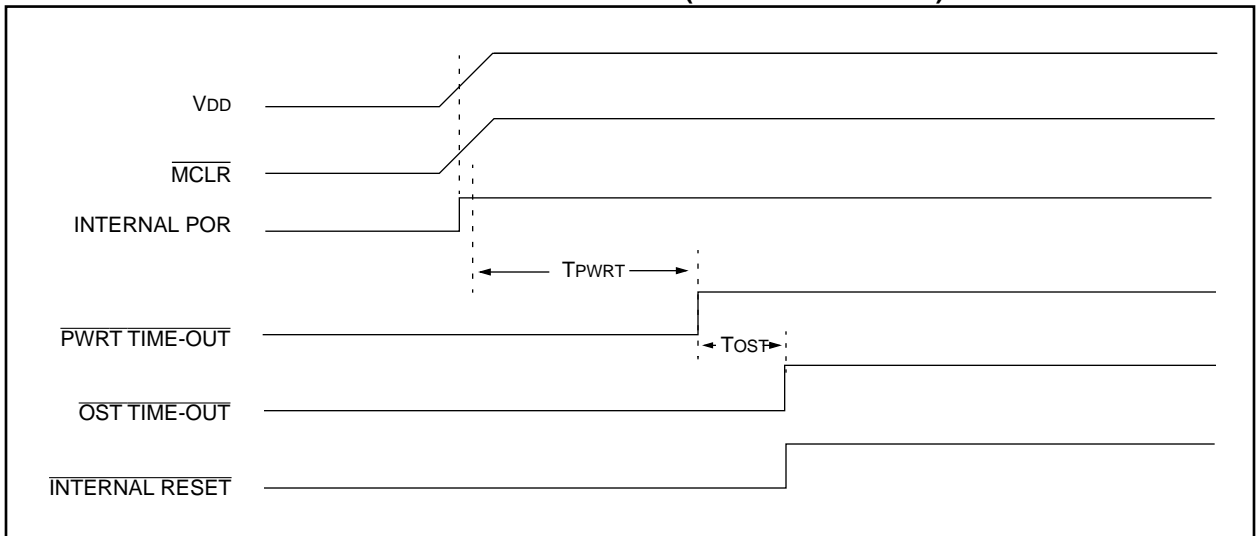 VDD
MCLR
INTERNAL POR
TPWRT
PWRT TIME-OUT
TOST
OST TIME-OUT
INTERNAL RESET